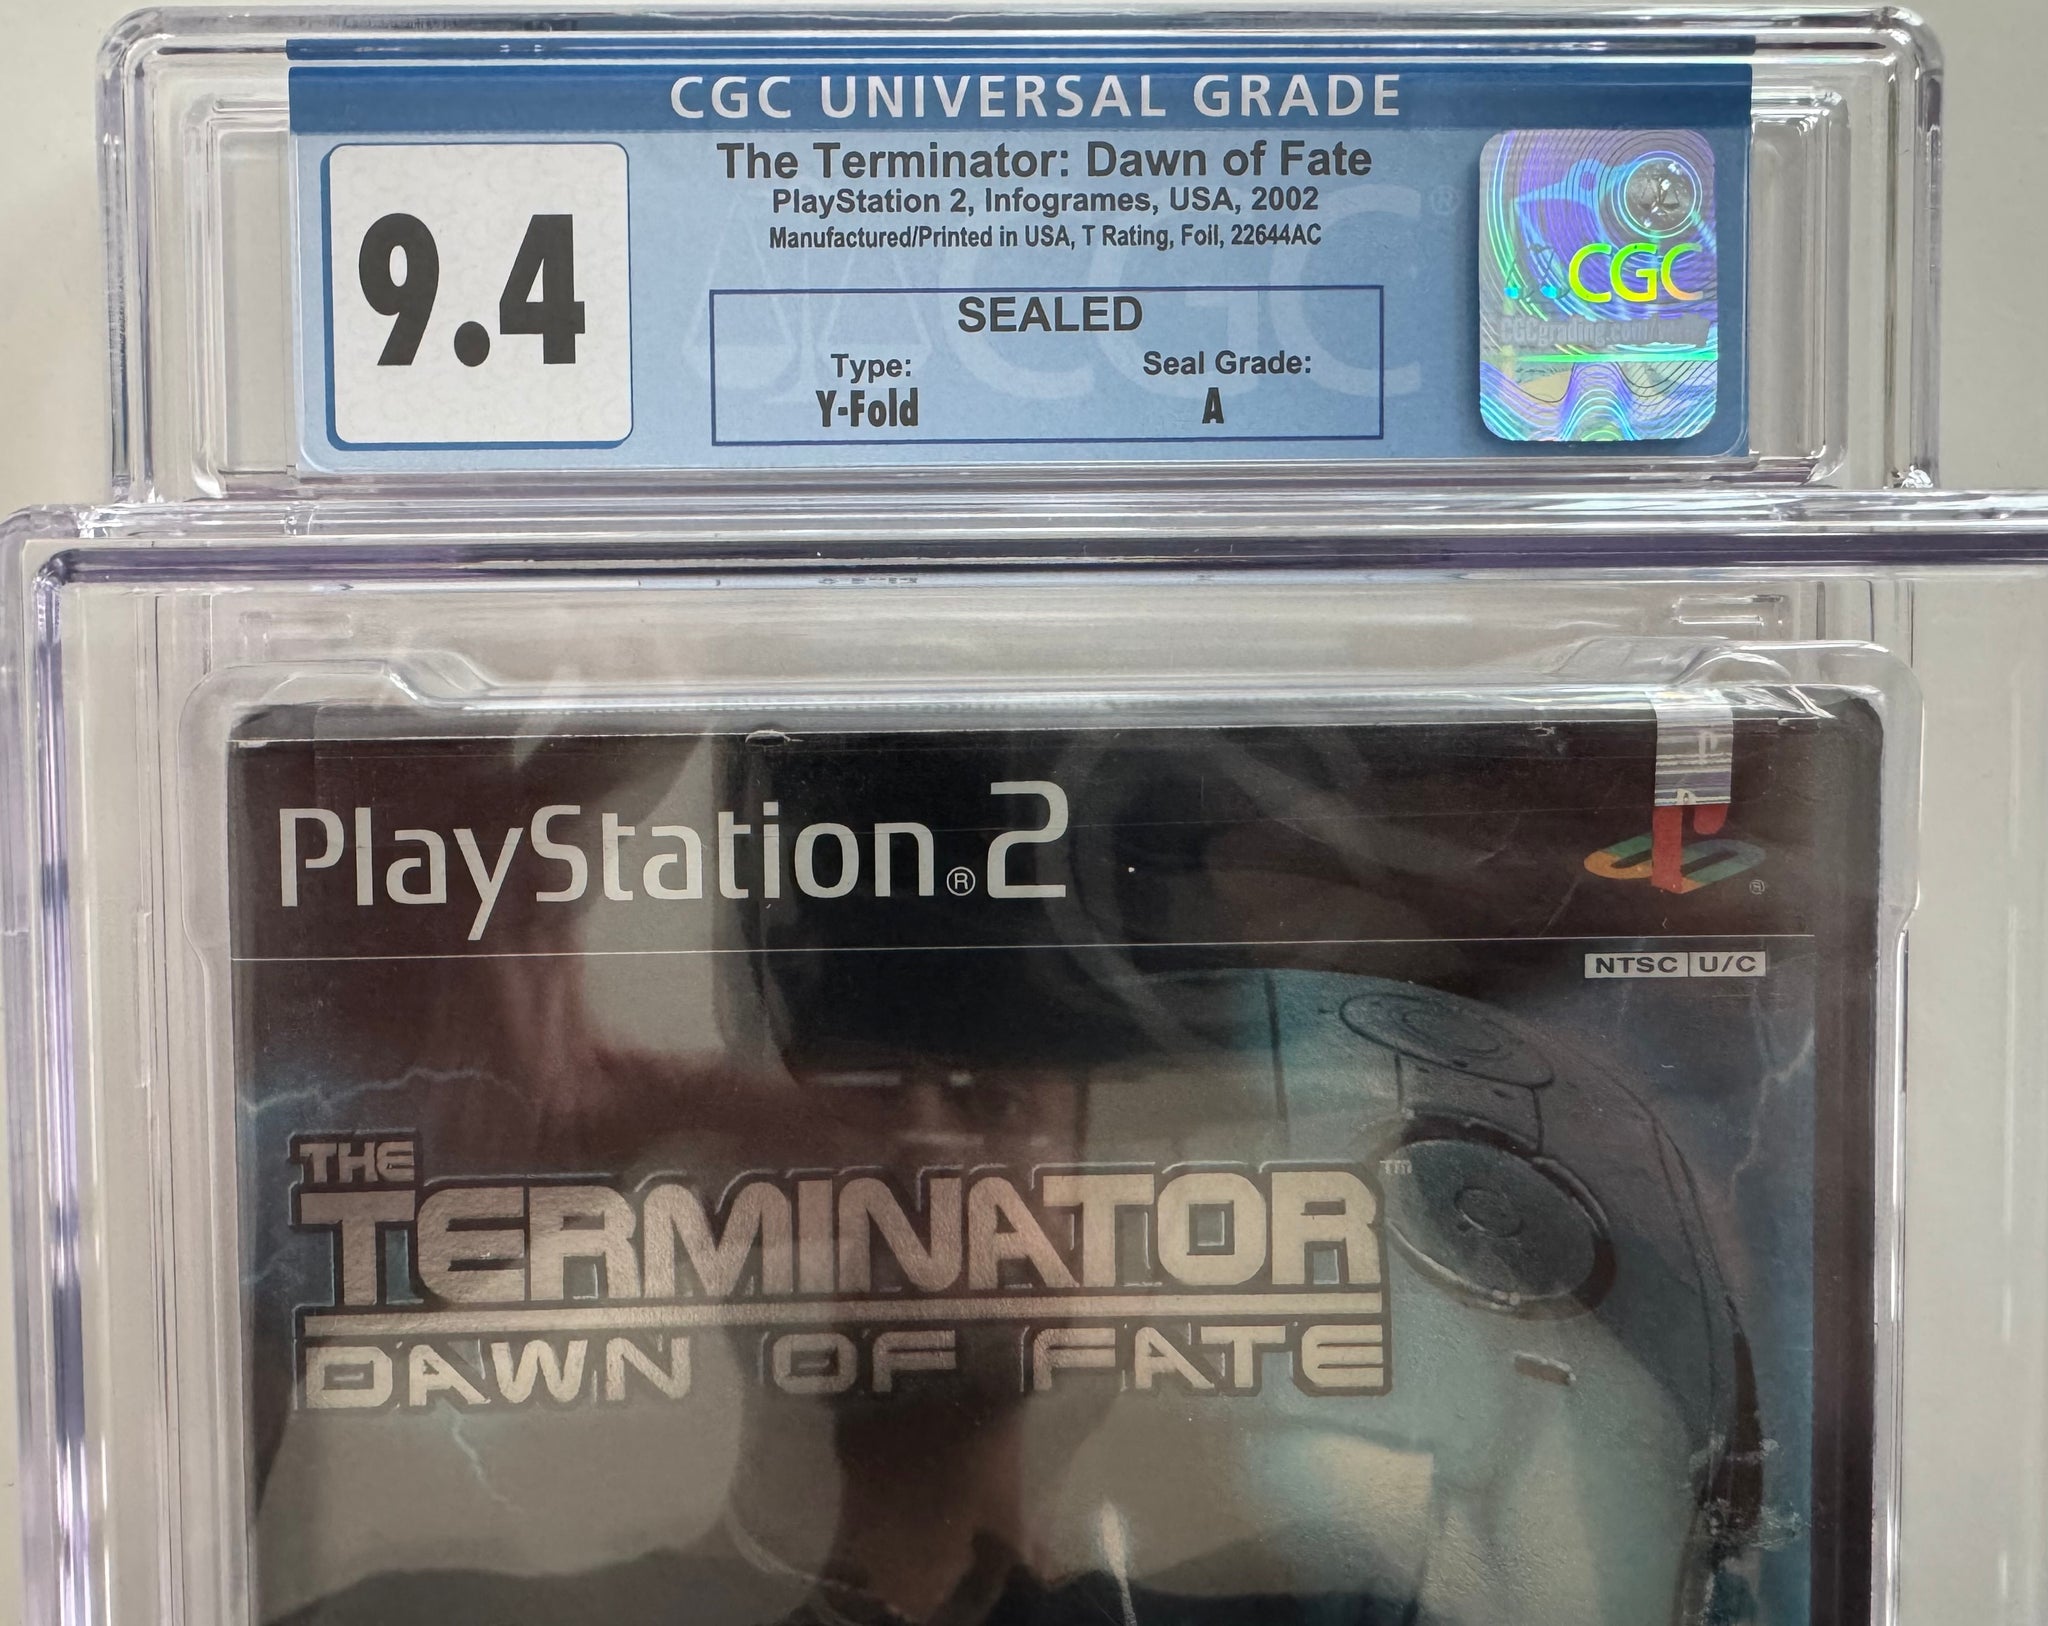 CGC UNIVERSAL GRADE
The Terminator: Dawn of Fate
PlayStation 2, Infogrames, USA, 2002
Manufactured/Printed in USA, T Rating, Foil, 22644AC
9.4
SEALED
Type:
Seal Grade:
Y-Fold
A
CGC
PlayStation®2
NTSC U/C
THE
TERMINATOR
DAWN OF FATE